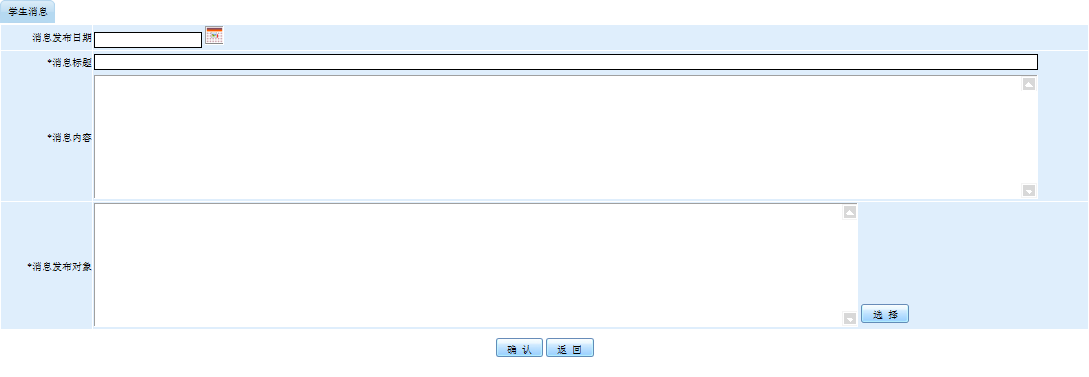 学生消息
消息发布日期
*消息标题
*消息内容
*消息发布对象
选 择
确 认 返 回